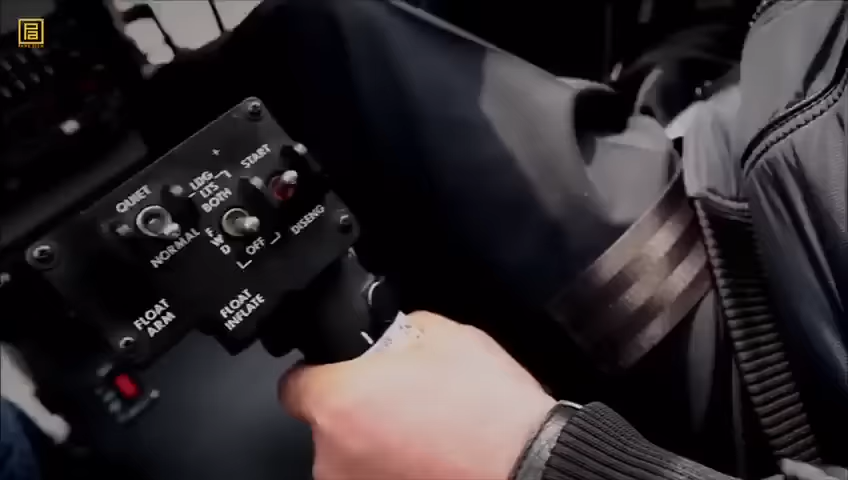 QUIET
NORMAL
LDG
LTS
BOTH
FWD
OFF
START
DISENG
FLOAT
ARM
FLOAT
INFLATE